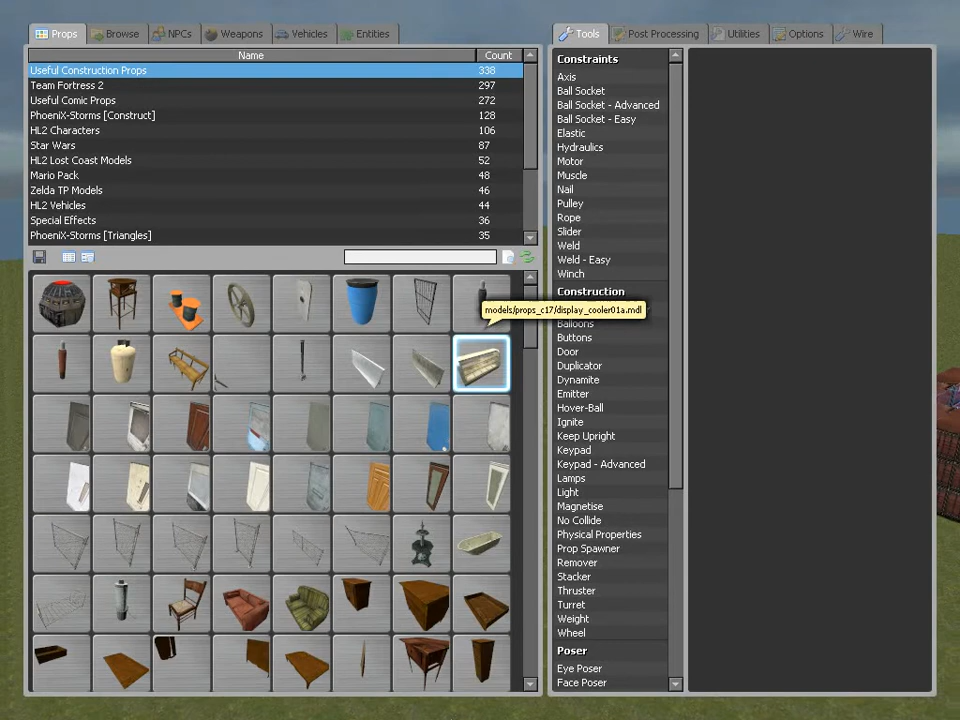 Props Browse NPCs Weapons Vehicles Entities
Name Count
Useful Construction Props 338
Team Fortress 2 297
Useful Comic Props 272
PhoeniX-Storms [Construct] 128
HL2 Characters 106
Star Wars 87
HL2 Lost Coast Models 52
Mario Pack 48
Zelda TP Models 46
HL2 Vehicles 44
Special Effects 36
PhoeniX-Storms [Triangles] 35
models/props_c17/display_cooler01a.mdl
Tools Post Processing Utilities Options Wire
Constraints
Axis
Ball Socket
Ball Socket - Advanced
Ball Socket - Easy
Elastic
Hydraulics
Motor
Muscle
Nail
Pulley
Rope
Slider
Weld
Weld - Easy
Winch
Construction
Balloons
Buttons
Door
Duplicator
Dynamite
Emitter
Hover-Ball
Ignite
Keep Upright
Keypad
Keypad - Advanced
Lamps
Light
Magnetise
No Collide
Physical Properties
Prop Spawner
Remover
Stacker
Thruster
Turret
Weight
Wheel
Poser
Eye Poser
Face Poser